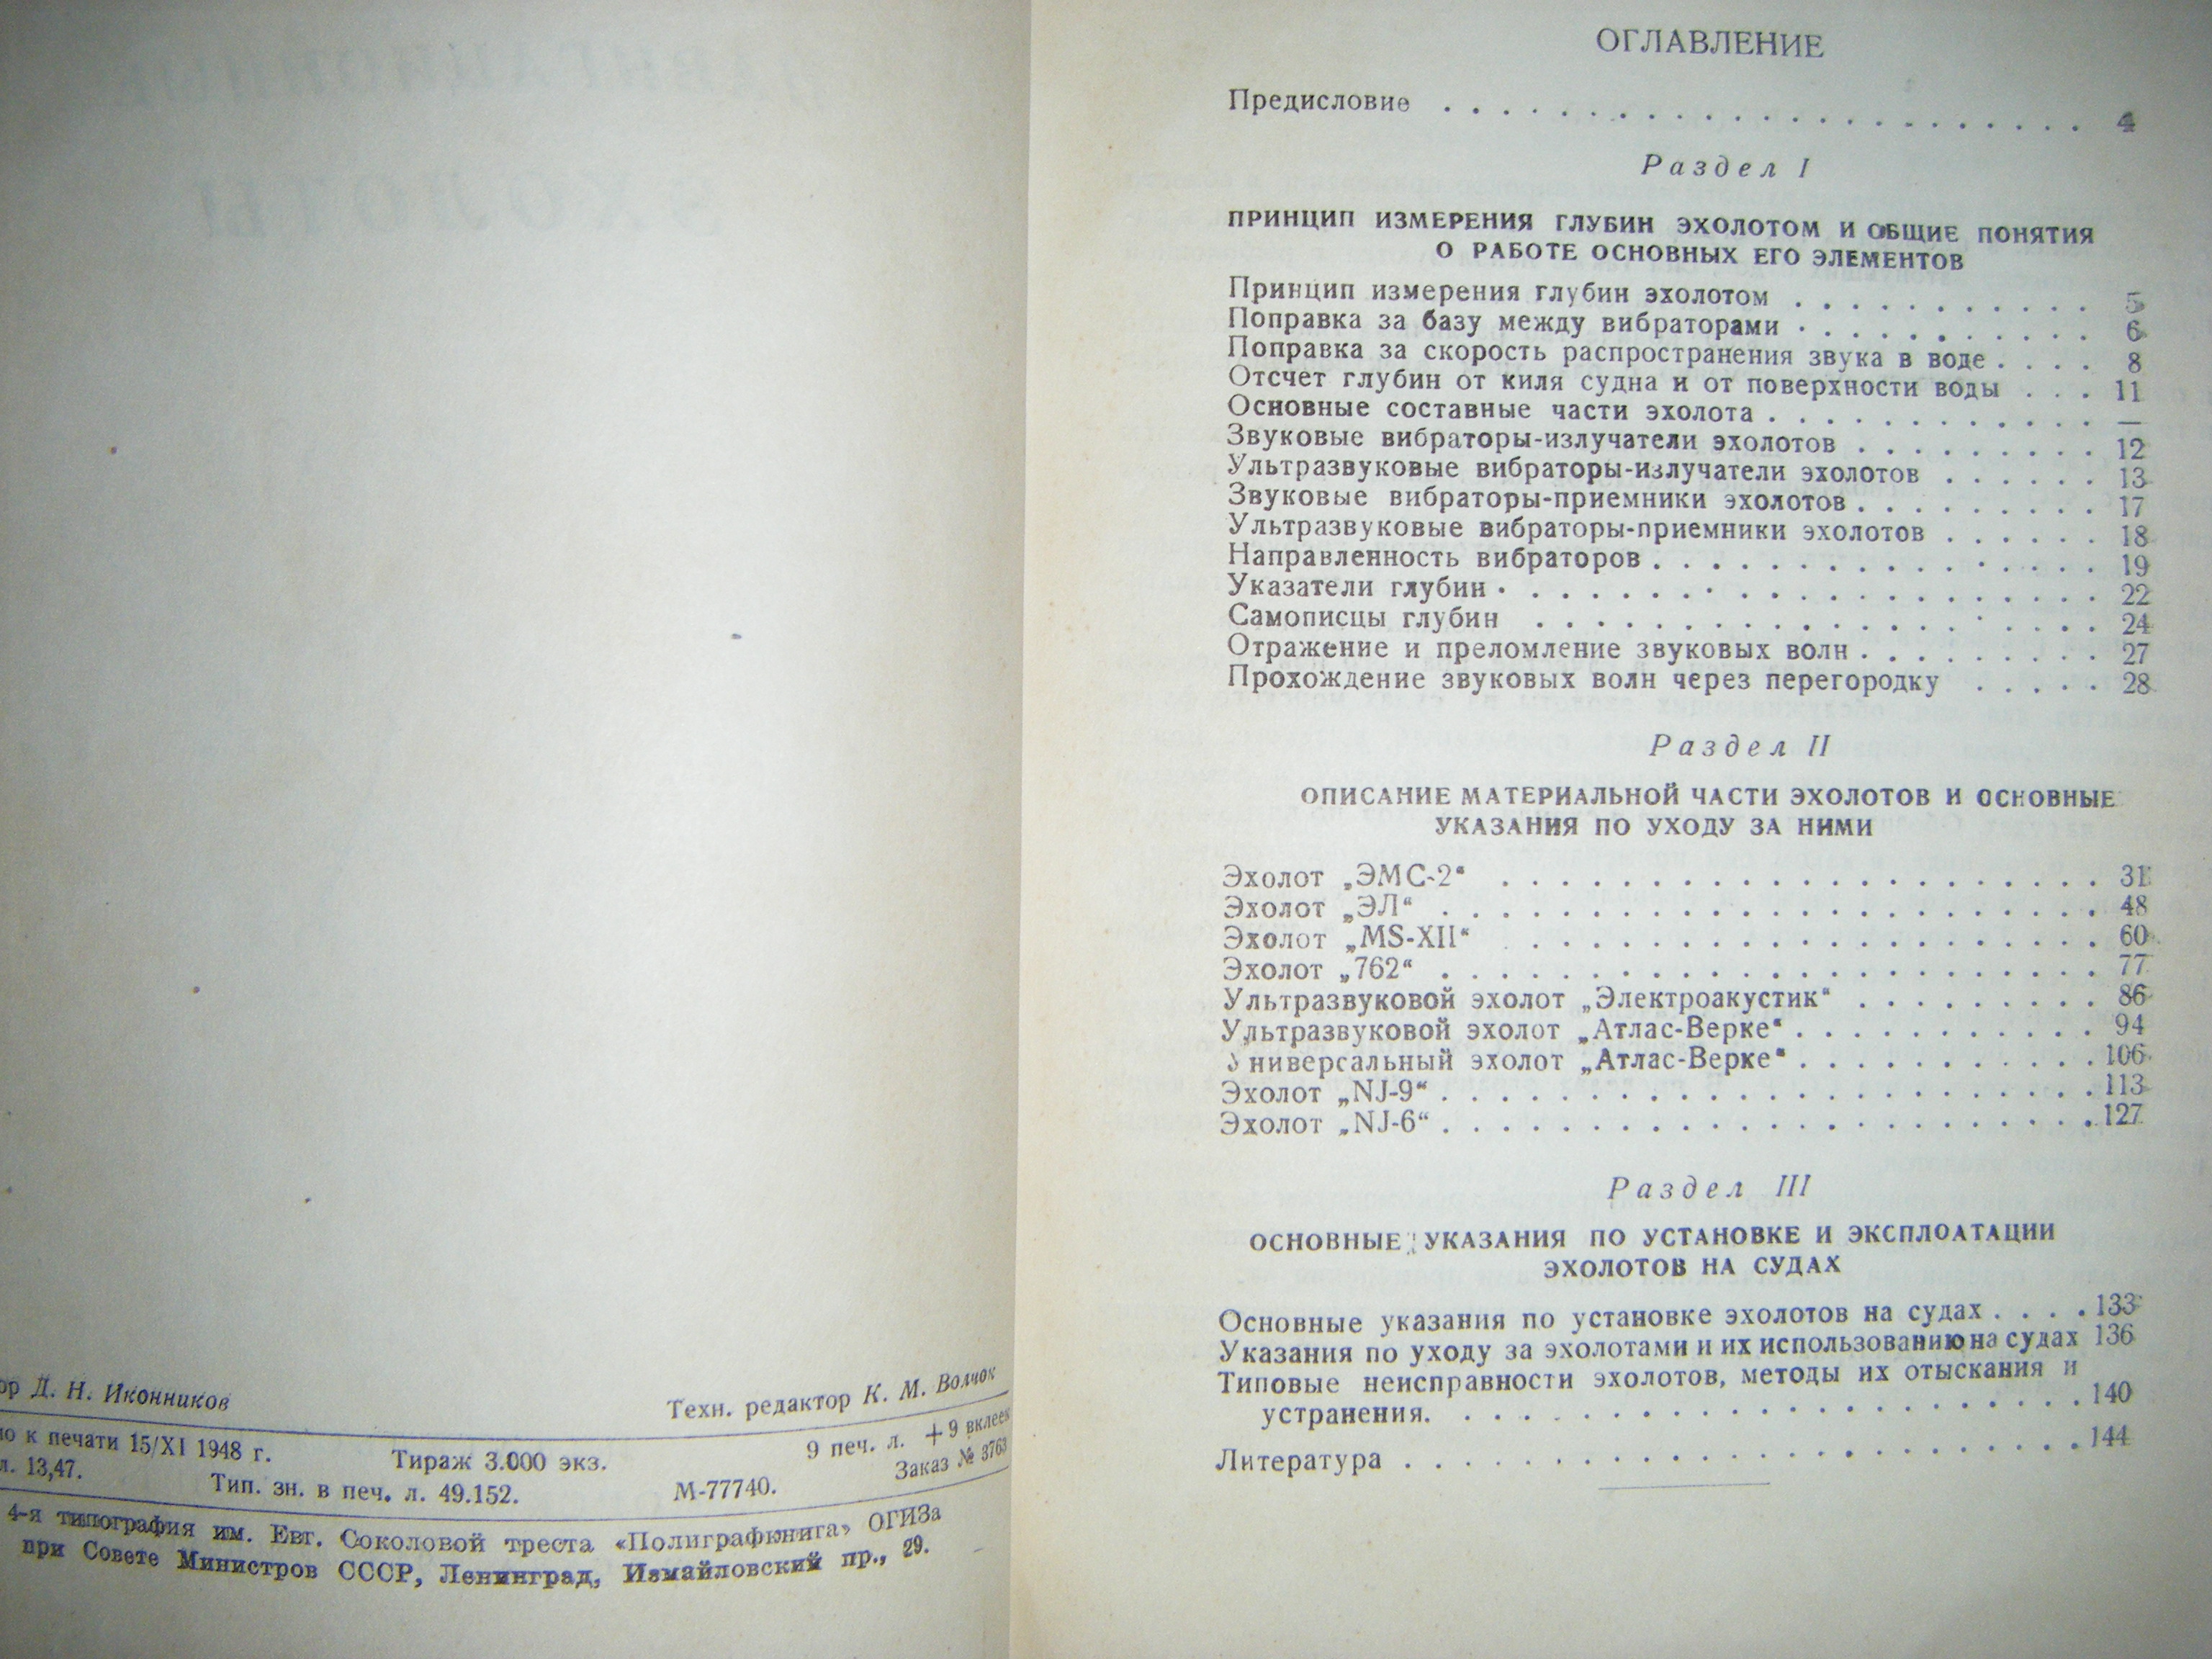 Д. Н. Иконников
Техн. редактор К. М. Волчок
к печати 15/XI 1948 г.
Тираж 3.000 экз.
9 печ. л. + 9 вклеек
л. 13,47.
Тип. зн. в печ. л. 49.152.
М-77740.
Заказ № 3763
4-я типография им. Евг. Соколовой треста «Полиграфкнига» ОГИЗа
при Совете Министров СССР, Ленинград, Измайловский пр., 29.
ОГЛАВЛЕНИЕ
Предисловие . . . . . . . . . . . . . . . . . . . . . . 4
Раздел I
ПРИНЦИП ИЗМЕРЕНИЯ ГЛУБИН ЭХОЛОТОМ И ОБЩИЕ ПОНЯТИЯ
О РАБОТЕ ОСНОВНЫХ ЕГО ЭЛЕМЕНТОВ
Принцип измерения глубин эхолотом . . . . . . . . . . . 5
Поправка за базу между вибраторами . . . . . . . . . . 6
Поправка за скорость распространения звука в воде . . . . 8
Отсчет глубин от киля судна и от поверхности воды . . . 11
Основные составные части эхолота . . . . . . . . . . . —
Звуковые вибраторы-излучатели эхолотов . . . . . . . . . 12
Ультразвуковые вибраторы-излучатели эхолотов . . . . . . 13
Звуковые вибраторы-приемники эхолотов . . . . . . . . . 17
Ультразвуковые вибраторы-приемники эхолотов . . . . . . 18
Направленность вибраторов . . . . . . . . . . . . . . . 19
Указатели глубин . . . . . . . . . . . . . . . . . . . . 22
Самописцы глубин . . . . . . . . . . . . . . . . . . . 24
Отражение и преломление звуковых волн . . . . . . . . . 27
Прохождение звуковых волн через перегородку . . . . . 28
Раздел II
ОПИСАНИЕ МАТЕРИАЛЬНОЙ ЧАСТИ ЭХОЛОТОВ И ОСНОВНЫЕ
УКАЗАНИЯ ПО УХОДУ ЗА НИМИ
Эхолот „ЭМС-2“ . . . . . . . . . . . . . . . . . . . . 31
Эхолот „ЭЛ“ . . . . . . . . . . . . . . . . . . . . . . 48
Эхолот „MS-XII“ . . . . . . . . . . . . . . . . . . . . 60
Эхолот „762“ . . . . . . . . . . . . . . . . . . . . . . 77
Ультразвуковой эхолот „Электроакустик“ . . . . . . . . . 86
Ультразвуковой эхолот „Атлас-Верке“ . . . . . . . . . . . 94
Универсальный эхолот „Атлас-Верке“ . . . . . . . . . . . 106
Эхолот „NJ-9“ . . . . . . . . . . . . . . . . . . . . . . 113
Эхолот „NJ-6“ . . . . . . . . . . . . . . . . . . . . . . 127
Раздел III
ОСНОВНЫЕ УКАЗАНИЯ ПО УСТАНОВКЕ И ЭКСПЛОАТАЦИИ
ЭХОЛОТОВ НА СУДАХ
Основные указания по установке эхолотов на судах . . . . 133
Указания по уходу за эхолотами и их использованию на судах 136
Типовые неисправности эхолотов, методы их отыскания и
устранения. . . . . . . . . . . . . . . . . . . . . . . 140
Литература . . . . . . . . . . . . . . . . . . . . . . . 144